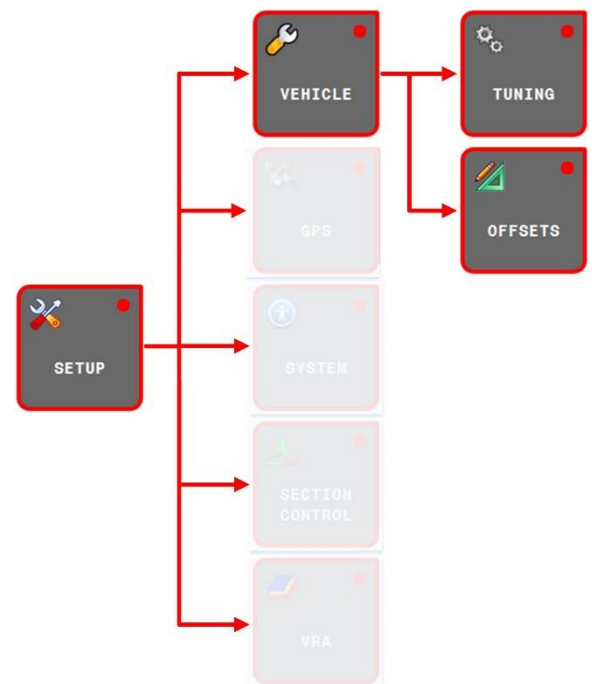 VEHICLE
TUNING
GPS
OFFSETS
SETUP
SYSTEM
SECTION
CONTROL
VRA